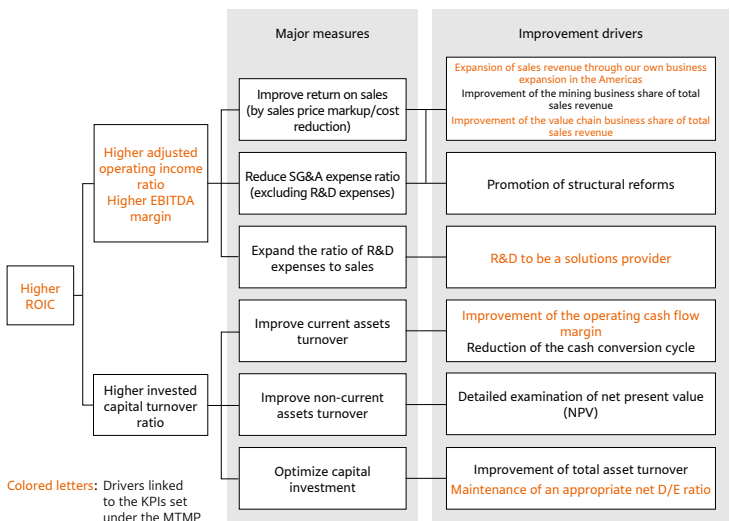 Major measures
Improvement drivers
Higher
ROIC
Higher adjusted
operating income
ratio
Higher EBITDA
margin
Improve return on sales
(by sales price markup/cost
reduction)
Expansion of sales revenue through our own business
expansion in the Americas
Improvement of the mining business share of total
sales revenue
Improvement of the value chain business share of total
sales revenue
Reduce SG&A expense ratio
(excluding R&D expenses)
Promotion of structural reforms
Expand the ratio of R&D
expenses to sales
R&D to be a solutions provider
Higher invested
capital turnover
ratio
Improve current assets
turnover
Improvement of the operating cash flow
margin
Reduction of the cash conversion cycle
Improve non-current
assets turnover
Detailed examination of net present value
(NPV)
Optimize capital
investment
Improvement of total asset turnover
Maintenance of an appropriate net D/E ratio
Colored letters: Drivers linked
to the KPIs set
under the MTMP